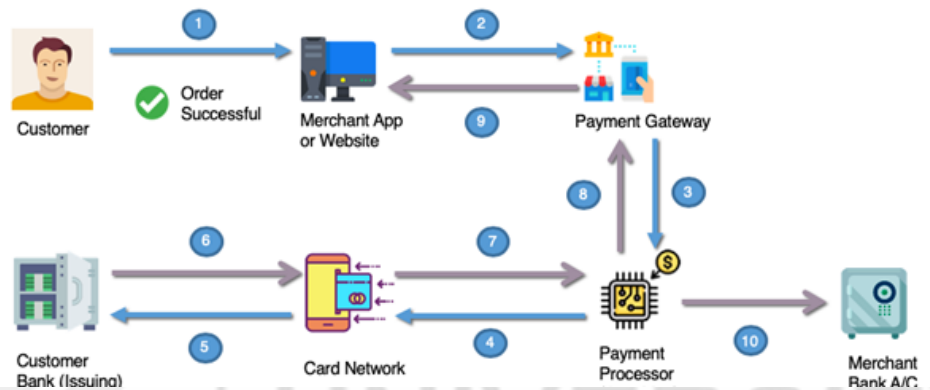 1
2
Customer
Order
Successful
Merchant App
or Website
9
Payment Gateway
8
3
6
7
$
5
4
10
Customer
Bank (Issuing)
Card Network
Payment
Processor
Merchant
Bank A/C